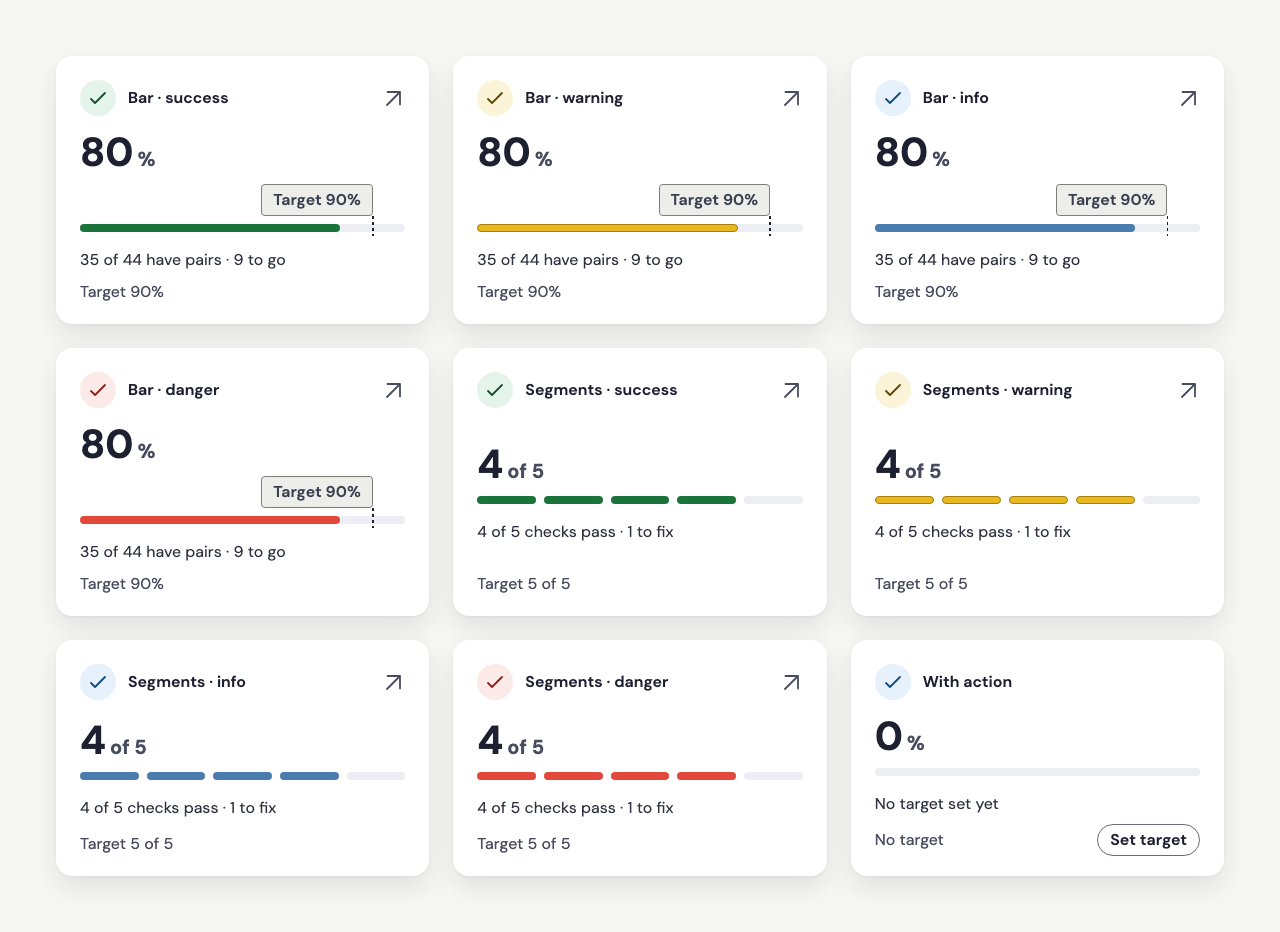 Bar · success
80 %
Target 90%
35 of 44 have pairs · 9 to go
Target 90%
Bar · warning
80 %
Target 90%
35 of 44 have pairs · 9 to go
Target 90%
Bar · info
80 %
Target 90%
35 of 44 have pairs · 9 to go
Target 90%
Bar · danger
80 %
Target 90%
35 of 44 have pairs · 9 to go
Target 90%
Segments · success
4 of 5
4 of 5 checks pass · 1 to fix
Target 5 of 5
Segments · warning
4 of 5
4 of 5 checks pass · 1 to fix
Target 5 of 5
Segments · info
4 of 5
4 of 5 checks pass · 1 to fix
Target 5 of 5
Segments · danger
4 of 5
4 of 5 checks pass · 1 to fix
Target 5 of 5
With action
0 %
No target set yet
No target
Set target